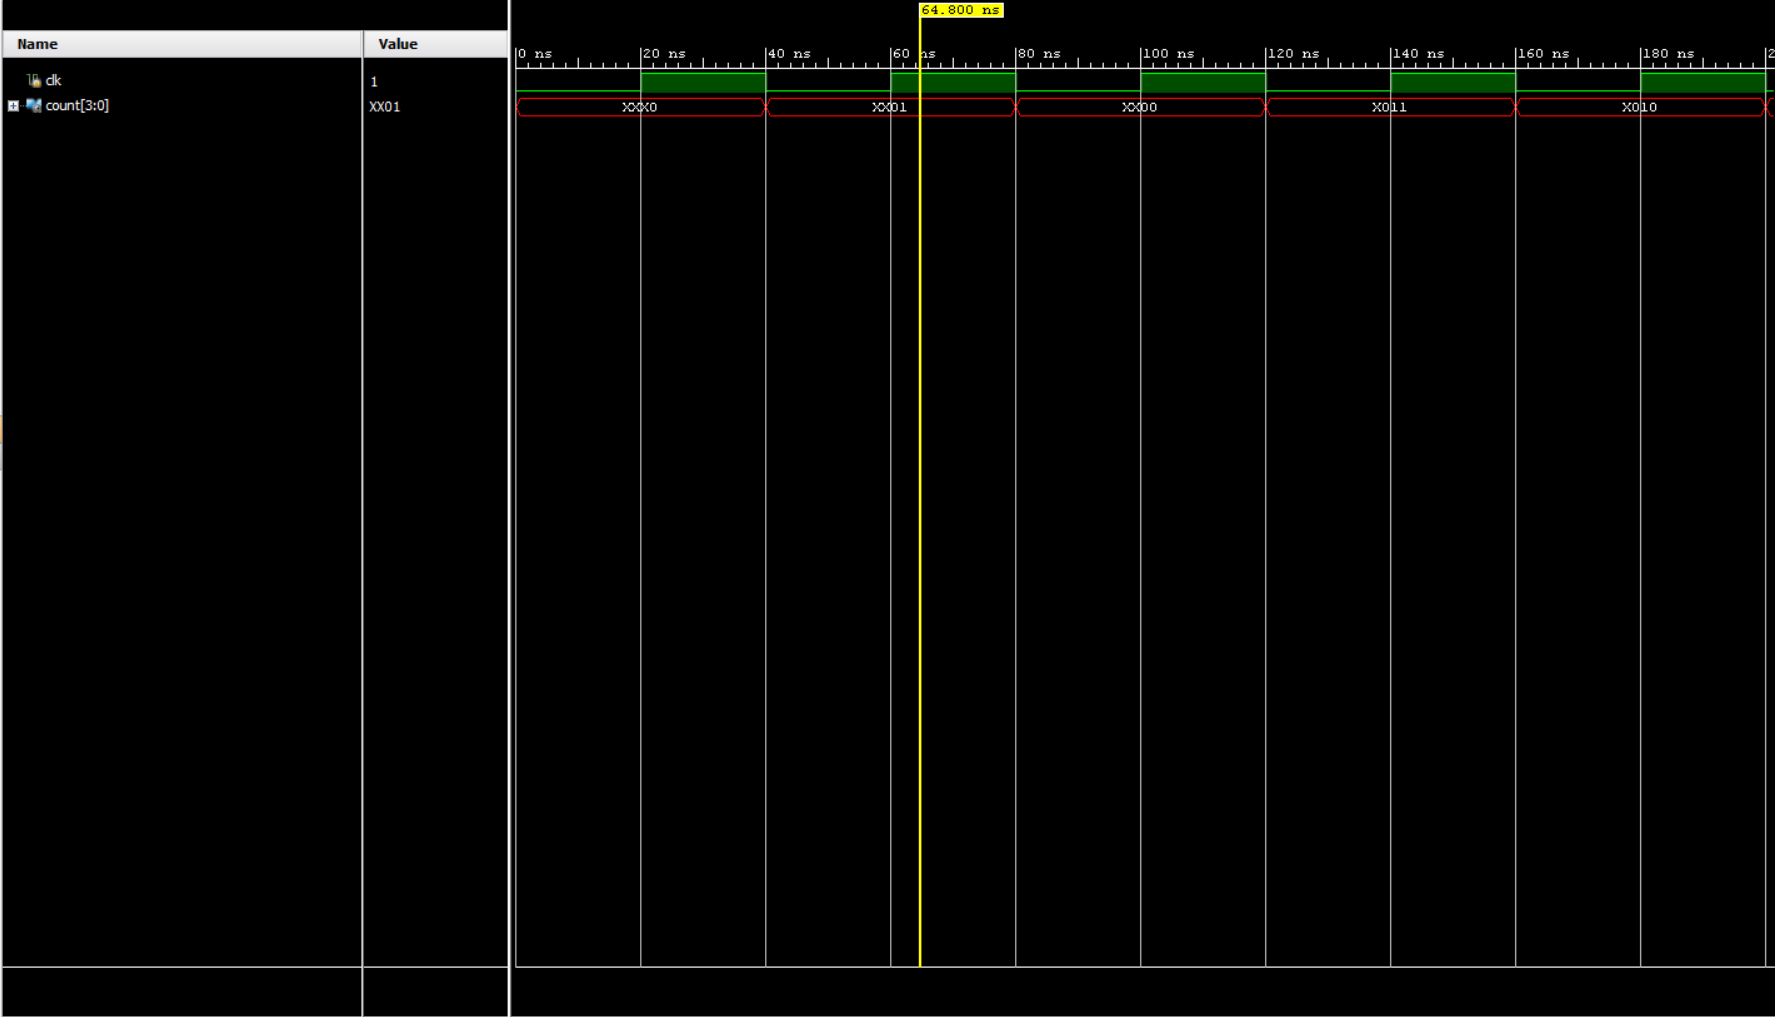 64.800 ns
Name Value
0 ns 20 ns 40 ns 60 ns 80 ns 100 ns 120 ns 140 ns 160 ns 180 ns 2
clk 1
count[3:0] XX01 XXX0 XX01 XX00 X011 X010